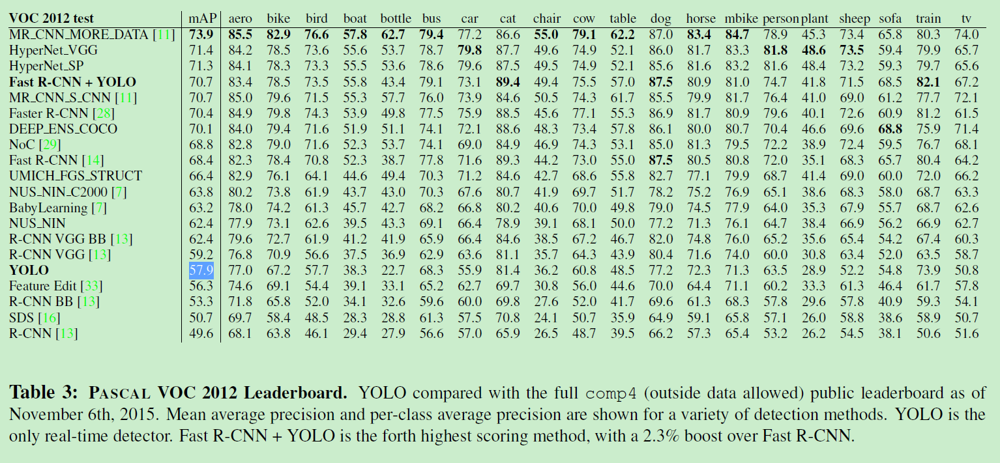 VOC 2012 test mAP aero bike bird boat bottle bus car cat chair cow table dog horse mbike person plant sheep sofa train tv
MR_CNN_MORE_DATA [11] 73.9 85.5 82.9 76.6 57.8 62.7 79.4 77.2 86.6 55.0 79.1 62.2 87.0 83.4 84.7 78.9 45.3 73.4 65.8 80.3 74.0
HyperNet_VGG 71.4 84.2 78.5 73.6 55.6 53.7 78.7 79.8 87.7 49.6 74.9 52.1 86.0 81.7 83.3 81.8 48.6 73.5 59.4 79.9 65.7
HyperNet_SP 71.3 84.1 78.3 73.3 55.5 53.6 78.6 79.6 87.5 49.5 74.9 52.1 85.6 81.6 83.2 81.6 48.4 73.2 59.3 79.7 65.6
Fast R-CNN + YOLO 70.7 83.4 78.5 73.5 55.8 43.4 79.1 73.1 89.4 49.4 75.5 57.0 87.5 80.9 81.0 74.7 41.8 71.5 68.5 82.1 67.2
MR_CNN_S_CNN [11] 70.7 85.0 79.6 71.5 55.3 57.7 76.0 73.9 84.6 50.5 74.3 61.7 85.5 79.9 81.7 76.4 41.0 69.0 61.2 77.7 72.1
Faster R-CNN [28] 70.4 84.9 79.8 74.3 53.9 49.8 77.5 75.9 88.5 45.6 77.1 55.3 86.9 81.7 80.9 79.6 40.1 72.6 60.9 81.2 61.5
DEEP_ENS_COCO 70.1 84.0 79.4 71.6 51.9 51.1 74.1 72.1 88.6 48.3 73.4 57.8 86.1 80.0 80.7 70.4 46.6 69.6 68.8 75.9 71.4
NoC [29] 68.8 82.8 79.0 71.6 52.3 53.7 74.1 69.0 84.9 46.9 74.3 53.1 85.0 81.3 79.5 72.2 38.9 72.4 59.5 76.7 68.1
Fast R-CNN [14] 68.4 82.3 78.4 70.8 52.3 38.7 77.8 71.6 89.3 44.2 73.0 55.0 87.5 80.5 80.8 72.0 35.1 68.3 65.7 80.4 64.2
UMICH_FGS_STRUCT 66.4 82.9 76.1 64.1 44.6 49.4 70.3 71.2 84.6 42.7 68.6 55.8 82.7 77.1 79.9 68.7 41.4 69.0 60.0 72.0 66.2
NUS_NIN_C2000 [7] 63.8 80.2 73.8 61.9 43.7 43.0 70.3 67.6 80.7 41.9 69.7 51.7 78.2 75.2 76.9 65.1 38.6 68.3 58.0 68.7 63.3
BabyLearning [7] 63.2 78.0 74.2 61.3 45.7 42.7 68.2 66.8 80.2 40.6 70.0 49.8 79.0 74.5 77.9 64.0 35.3 67.9 55.7 68.7 62.6
NUS_NIN 62.4 77.9 73.1 62.6 39.5 43.3 69.1 66.4 78.9 39.1 68.1 50.0 77.2 71.3 76.1 64.7 38.4 66.9 56.2 66.9 62.7
R-CNN VGG BB [13] 62.4 79.6 72.7 61.9 41.2 41.9 65.9 66.4 84.6 38.5 67.2 46.7 82.0 74.8 76.0 65.2 35.6 65.4 54.2 67.4 60.3
R-CNN VGG [13] 59.2 76.8 70.9 56.6 37.5 36.9 62.9 63.6 81.1 35.7 64.3 43.9 80.4 71.6 74.0 60.0 30.8 63.4 52.0 63.5 58.7
YOLO 57.9 77.0 67.2 57.7 38.3 22.7 68.3 55.9 81.4 36.2 60.8 48.5 77.2 72.3 71.3 63.5 28.9 52.2 54.8 73.9 50.8
Feature Edit [33] 56.3 74.6 69.1 54.4 39.1 33.1 65.2 62.7 69.7 30.8 56.0 44.6 70.0 64.4 71.1 60.2 33.3 61.3 46.4 61.7 57.8
R-CNN BB [13] 53.3 71.8 65.8 52.0 34.1 32.6 59.6 60.0 69.8 27.6 52.0 41.7 69.6 61.3 68.3 57.8 29.6 57.8 40.9 59.3 54.1
SDS [16] 50.7 69.7 58.4 48.5 28.3 28.8 61.3 57.5 70.8 24.1 50.7 35.9 64.9 59.1 65.8 57.1 26.0 58.8 38.6 58.9 50.7
R-CNN [13] 49.6 68.1 63.8 46.1 29.4 27.9 56.6 57.0 65.9 26.5 48.7 39.5 66.2 57.3 65.4 53.2 26.2 54.5 38.1 50.6 51.6
Table 3: PASCAL VOC 2012 Leaderboard. YOLO compared with the full comp4 (outside data allowed) public leaderboard as of
November 6th, 2015. Mean average precision and per-class average precision are shown for a variety of detection methods. YOLO is the
only real-time detector. Fast R-CNN + YOLO is the forth highest scoring method, with a 2.3% boost over Fast R-CNN.